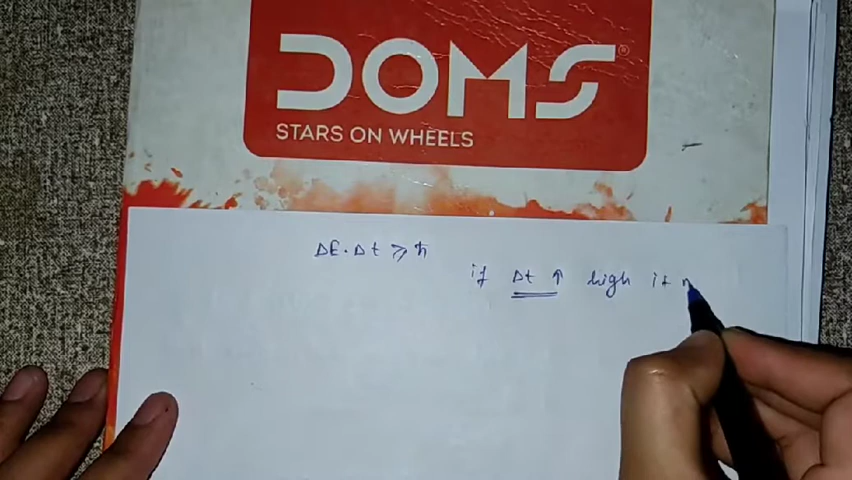 DOMS®
STARS ON WHEELS
ΔE.Δt ⩾ ℏ
if Δt ↑ high it